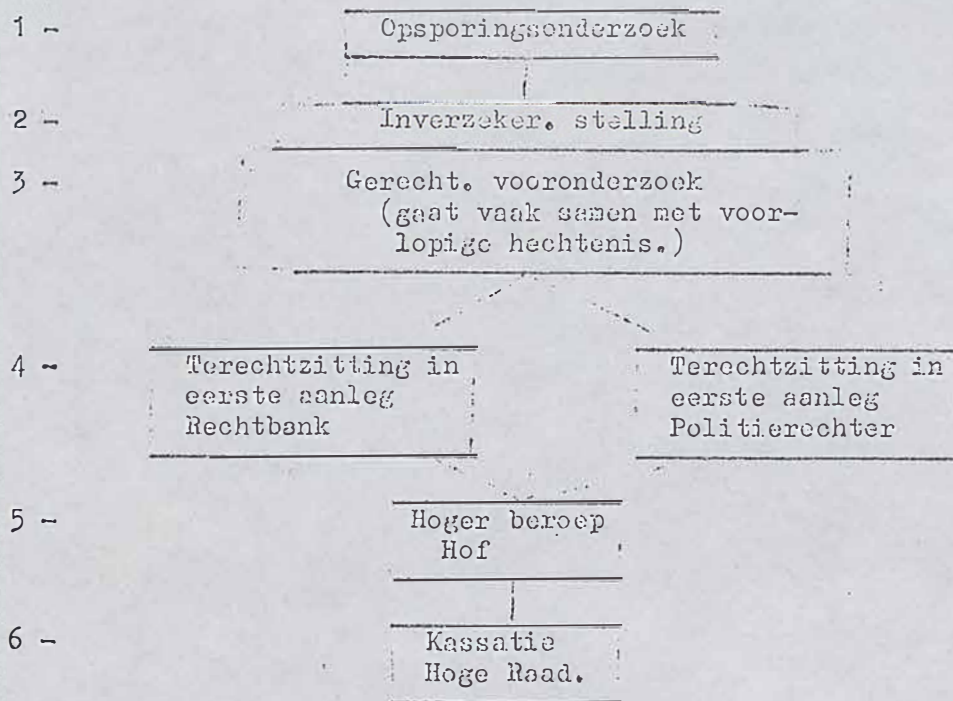 1 - Opsporingsonderzoek
2 - Inverzeker. stelling
3 - Gerecht. vooronderzoek
(gaat vaak samen met voor-
lopige hechtenis.)
4 - Terechtzitting in
eerste aanleg
Rechtbank
Terechtzitting in
eerste aanleg
Politierechter
5 - Hoger beroep
Hof
6 - Kassatie
Hoge Raad.